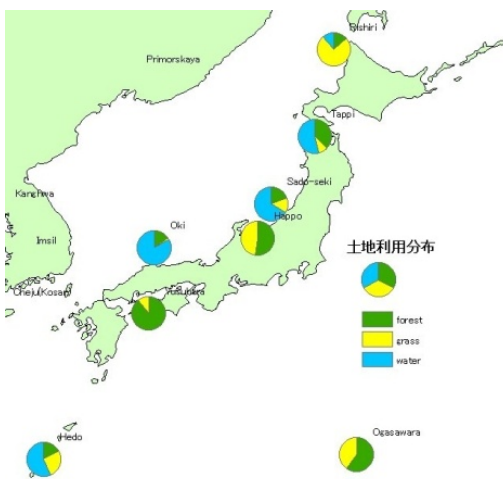 Rishiri
Primorskaya
Tappi
Sado-seki
Kanghwa
Happo
Oki
Imsil
土地利用分布
Cheju(Kosan)
Yusuhara
forest
grass
water
Hedo
Ogasawara